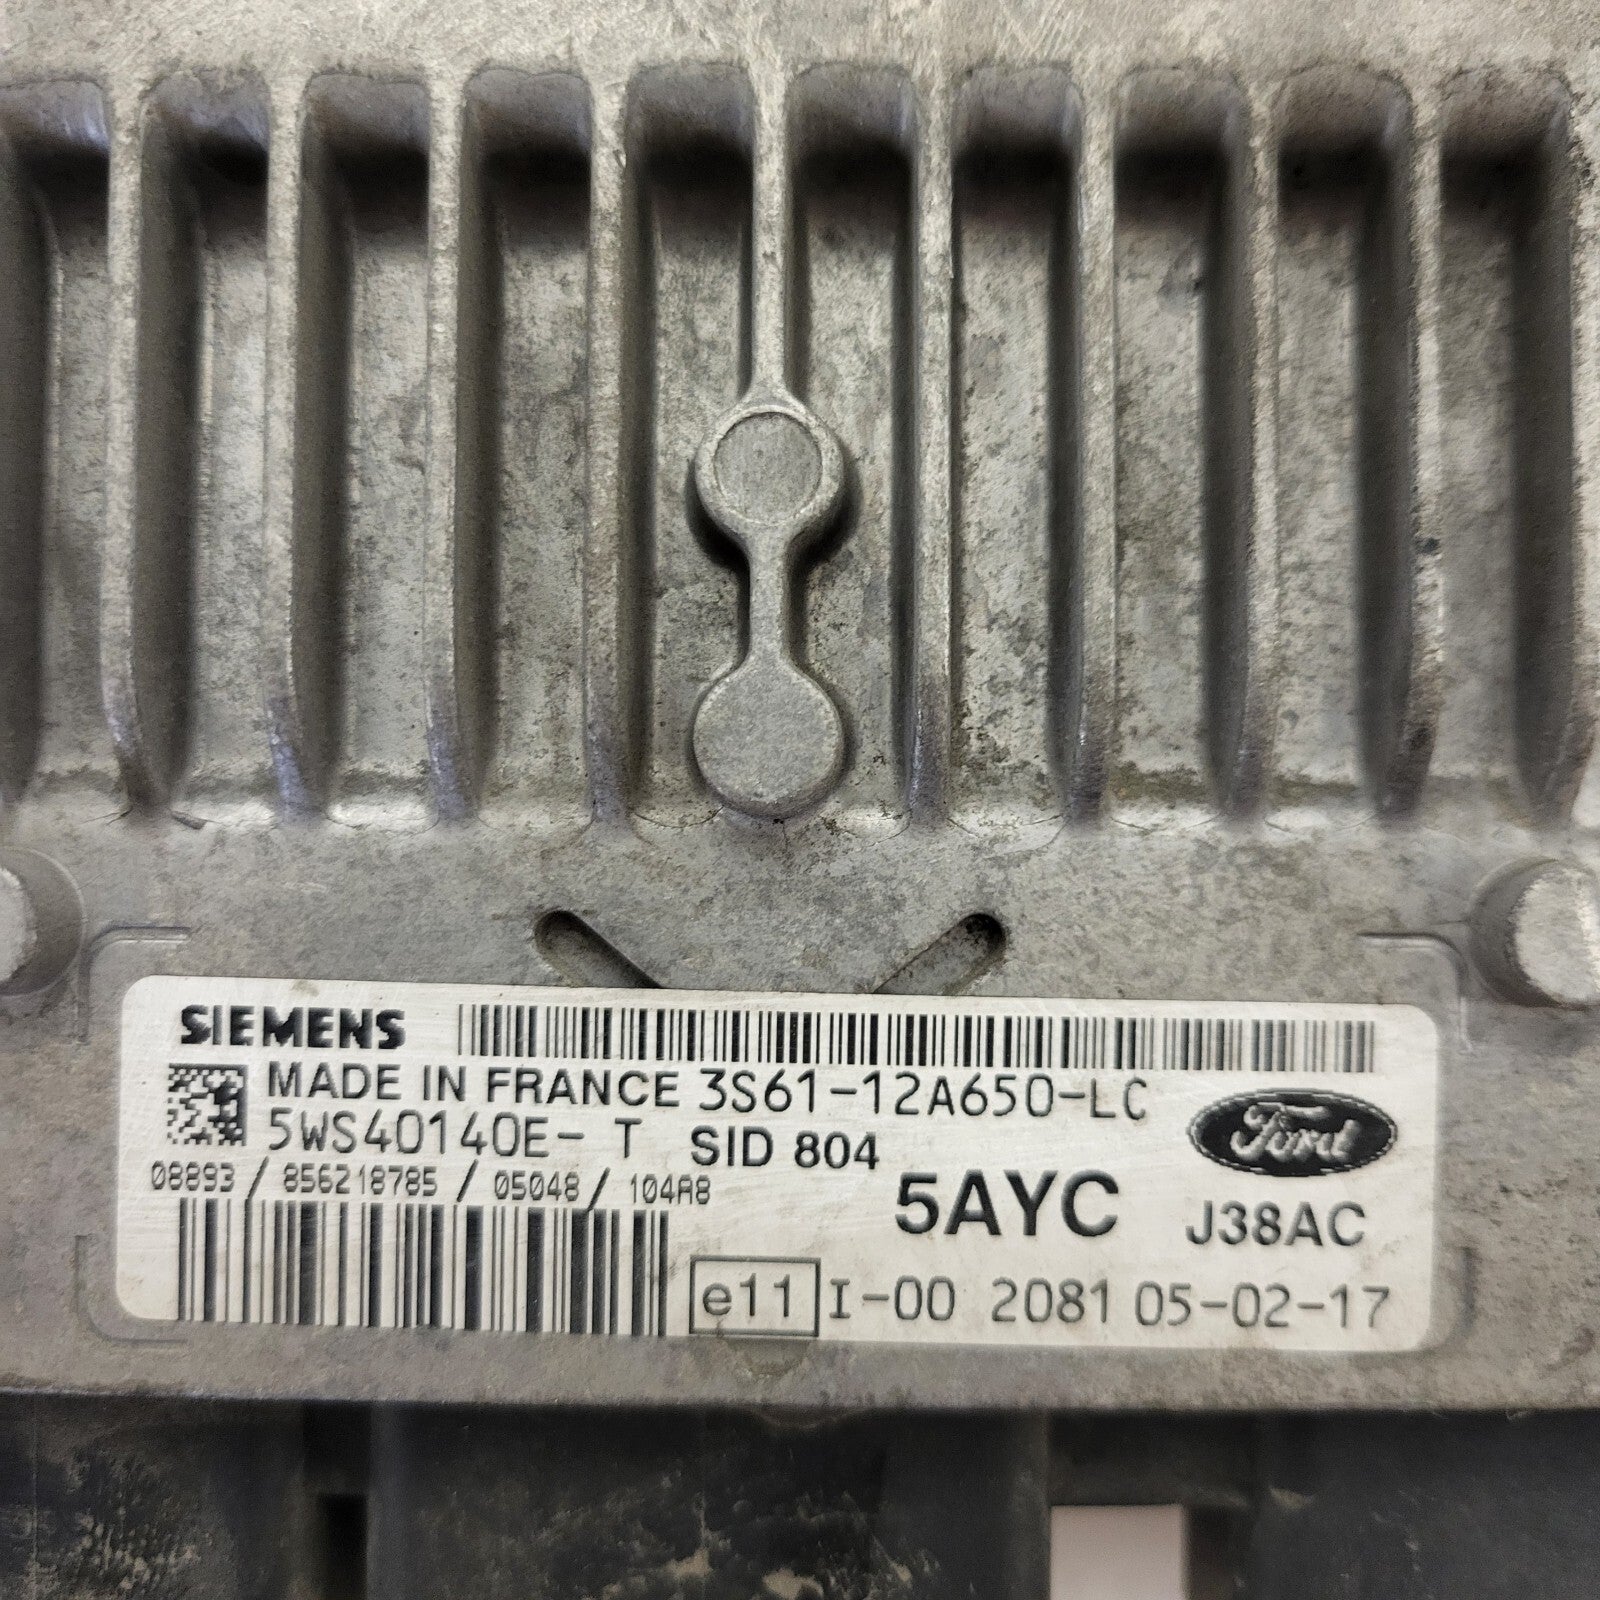 SIEMENS
MADE IN FRANCE 3S61-12A650-LC
5WS40140E- T SID 804
Ford
08893 / 856218785 / 05048 / 104A8
5AYC J38AC
e11 I-00 2081 05-02-17